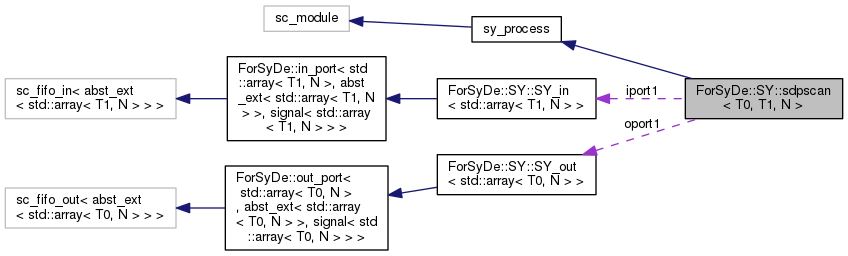 sc_module
sy_process
ForSyDe::in_port< std
::array< T1, N >, abst
_ext< std::array< T1, N
> >, signal< std::array
< T1, N > > >
sc_fifo_in< abst_ext
< std::array< T1, N > > >
ForSyDe::SY::SY_in
< std::array< T1, N > >
iport1
ForSyDe::SY::sdpscan
< T0, T1, N >
oport1
ForSyDe::SY::SY_out
< std::array< T0, N > >
ForSyDe::out_port<
std::array< T0, N >
, abst_ext< std::array
< T0, N > >, signal< std
::array< T0, N > > >
sc_fifo_out< abst_ext
< std::array< T0, N > > >